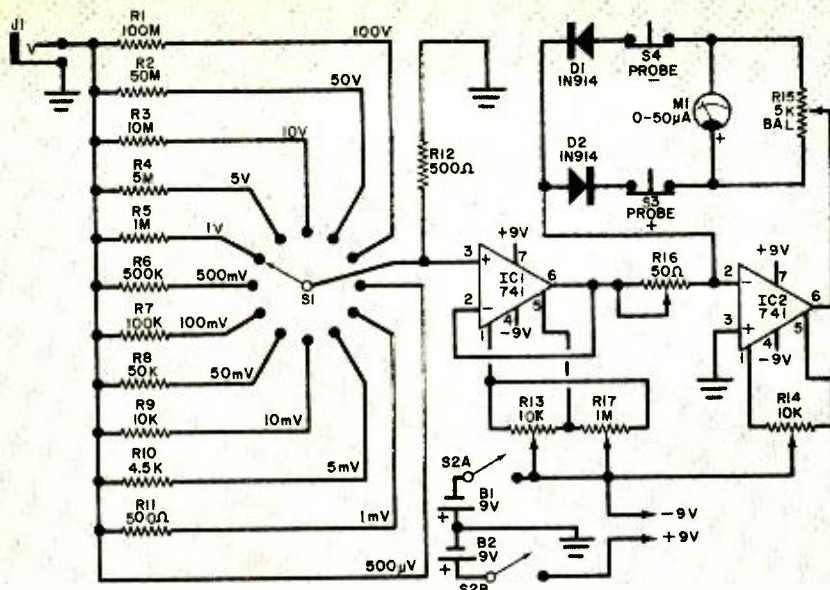 J1
V
R1
100M
100V
R2
50M
50V
R3
10M
10V
R4
5M
5V
R5
1M
1V
R6
500K
500mV
R7
100K
100mV
R8
50K
50mV
R9
10K
10mV
R10
4.5K
5mV
R11
500Ω
1mV
500µV
S1
R12
500Ω
D1
1N914
S4
PROBE
−
M1
0-50µA
+
R15
5K
BAL
D2
1N914
S3
PROBE
+
+9V
3
+
7
IC1
741
6
2
−
5
1
4
-9V
R16
50Ω
+9V
2
−
7
IC2
741
6
3
+
5
1
4
-9V
R13
10K
R17
1M
R14
10K
S2A
B1
9V
+
B2
9V
+
S2B
-9V
+9V